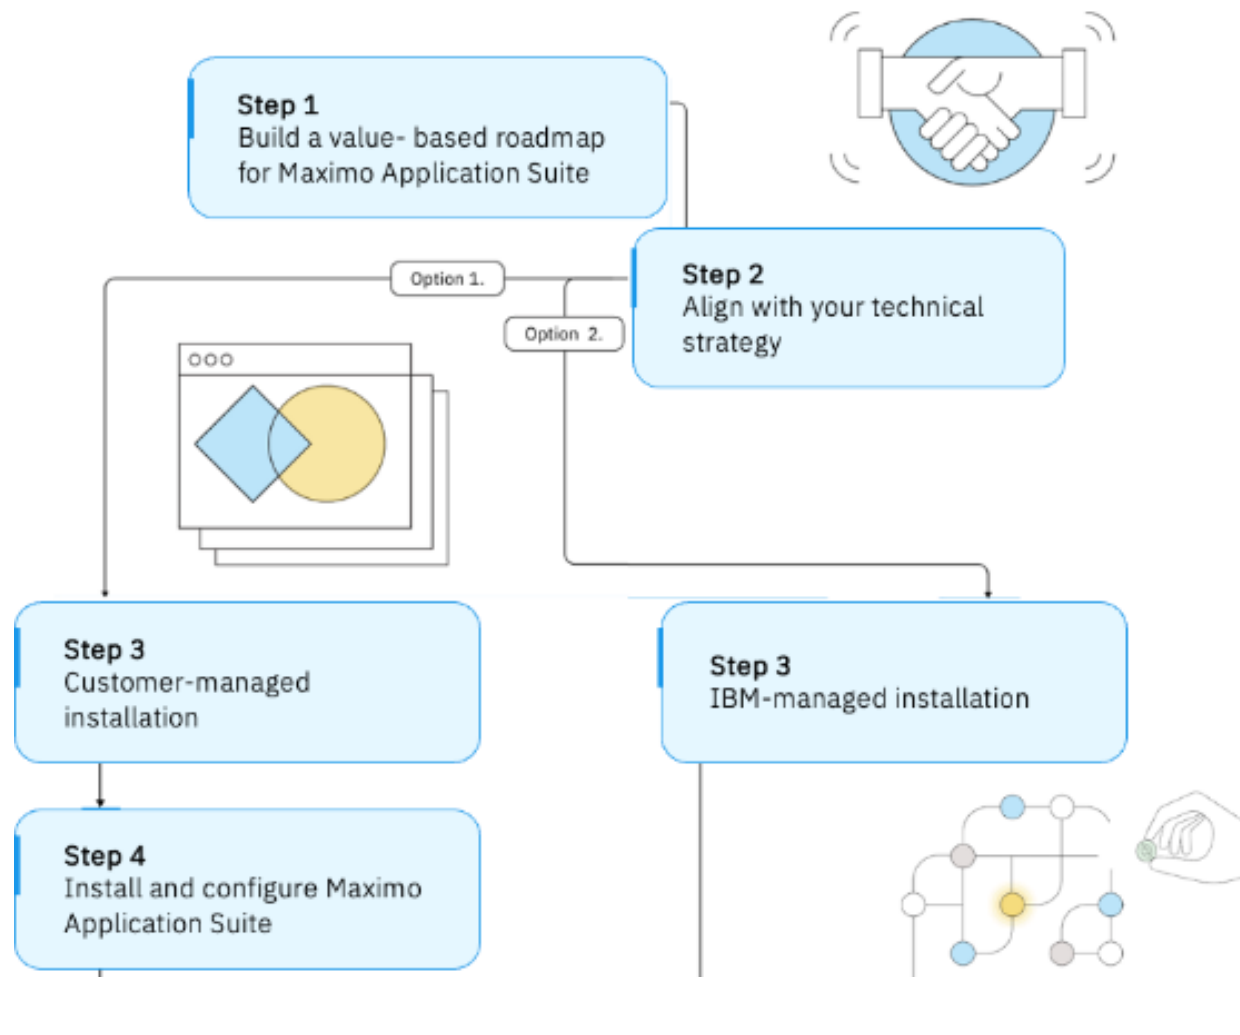 Step 1
Build a value- based roadmap
for Maximo Application Suite
Step 2
Align with your technical
strategy
Option 1.
Option 2.
Step 3
Customer-managed
installation
Step 3
IBM-managed installation
Step 4
Install and configure Maximo
Application Suite